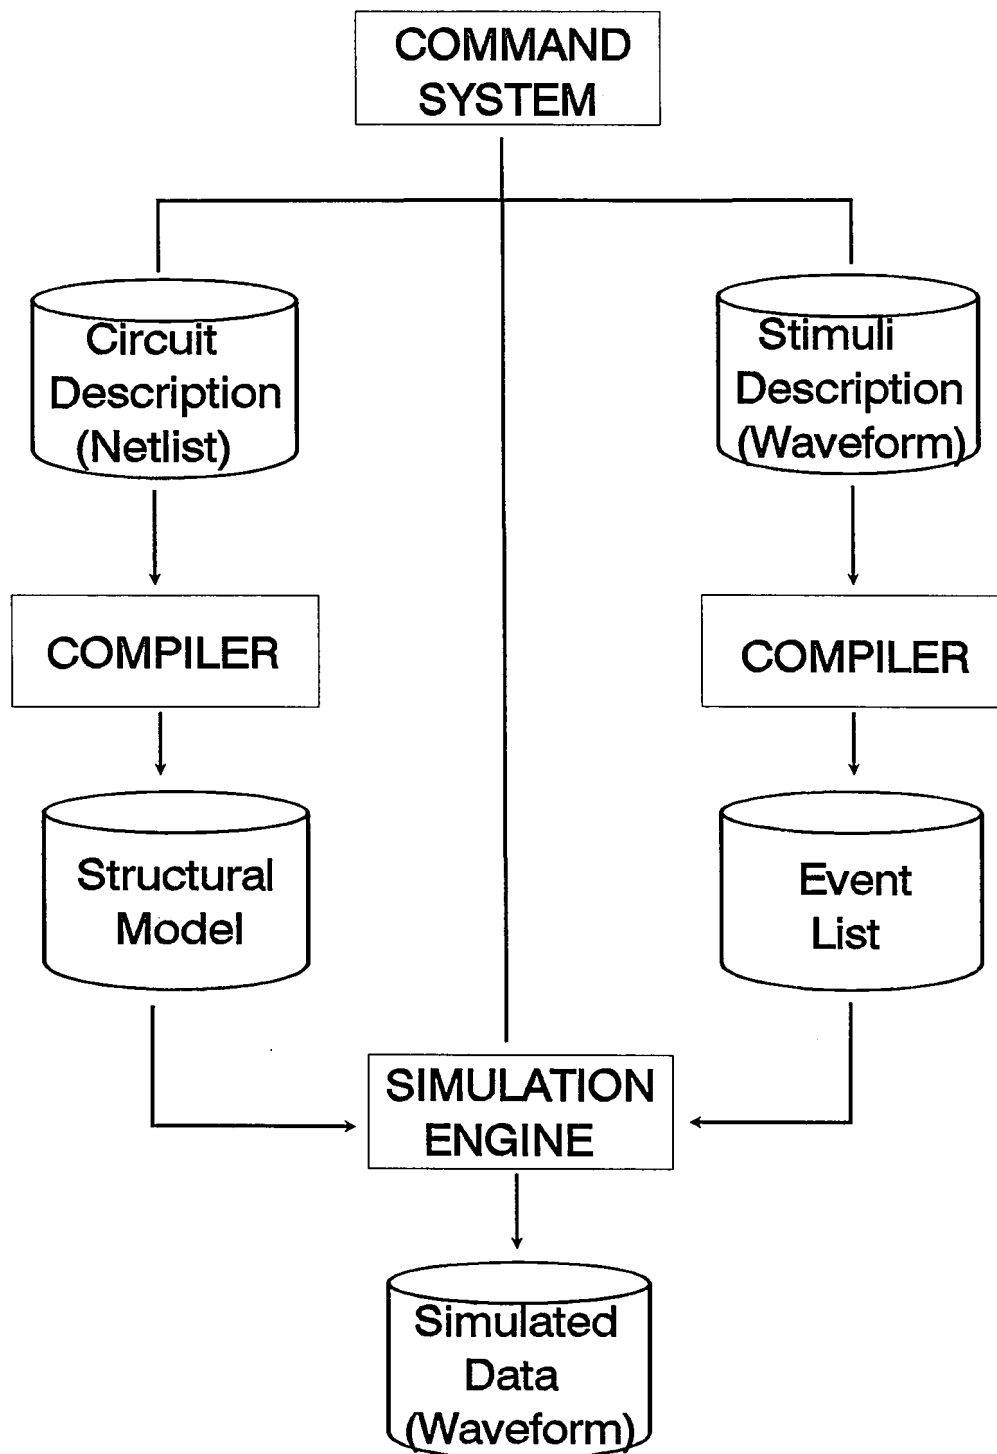 COMMAND
SYSTEM
Circuit
Description
(Netlist)
Stimuli
Description
(Waveform)
COMPILER
COMPILER
Structural
Model
Event
List
SIMULATION
ENGINE
Simulated
Data
(Waveform)